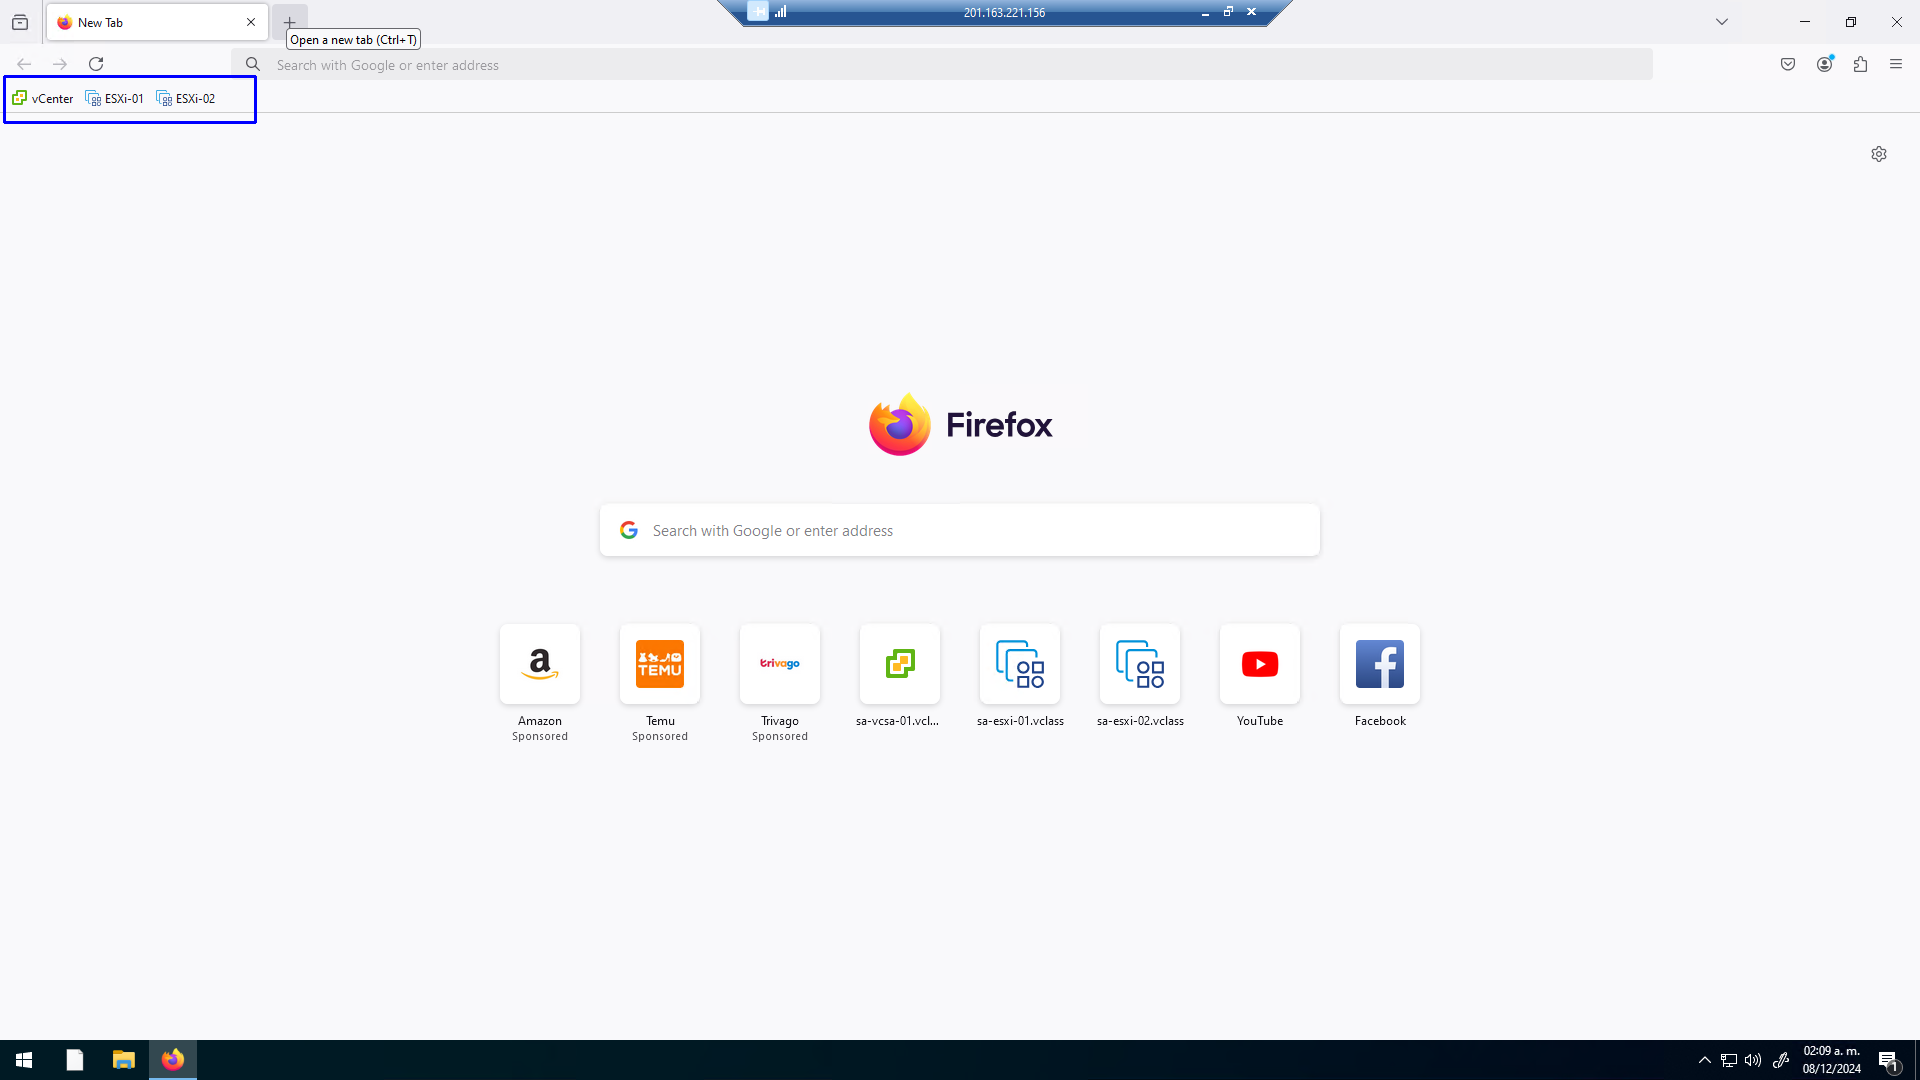 New Tab
201.163.221.156
Open a new tab (Ctrl+T)
Search with Google or enter address
vCenter
ESXi-01
ESXi-02
Firefox
Search with Google or enter address
a
TEMU
trivago
Amazon
Sponsored
Temu
Sponsored
Trivago
Sponsored
sa-vcsa-01.vcl...
sa-esxi-01.vclass
sa-esxi-02.vclass
YouTube
Facebook
02:09 a. m.
08/12/2024
1